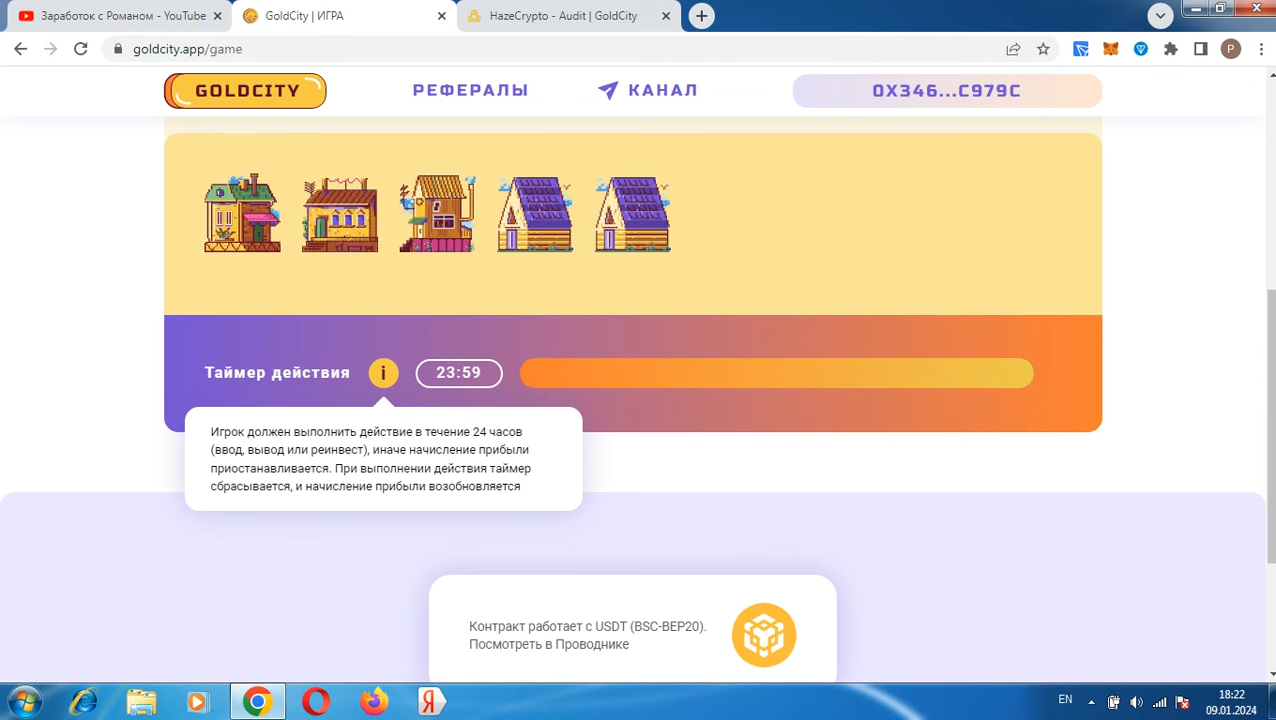 Заработок с Романом - YouTube
GoldCity | ИГРА
HazeCrypto - Audit | GoldCity
goldcity.app/game
P
GOLDCITY
РЕФЕРАЛЫ
КАНАЛ
0X346...C979C
Таймер действия
i
23:59
Игрок должен выполнить действие в течение 24 часов
(ввод, вывод или реинвест), иначе начисление прибыли
приостанавливается. При выполнении действия таймер
сбрасывается, и начисление прибыли возобновляется
Контракт работает с USDT (BSC-BEP20).
Посмотреть в Проводнике
EN
18:22
09.01.2024